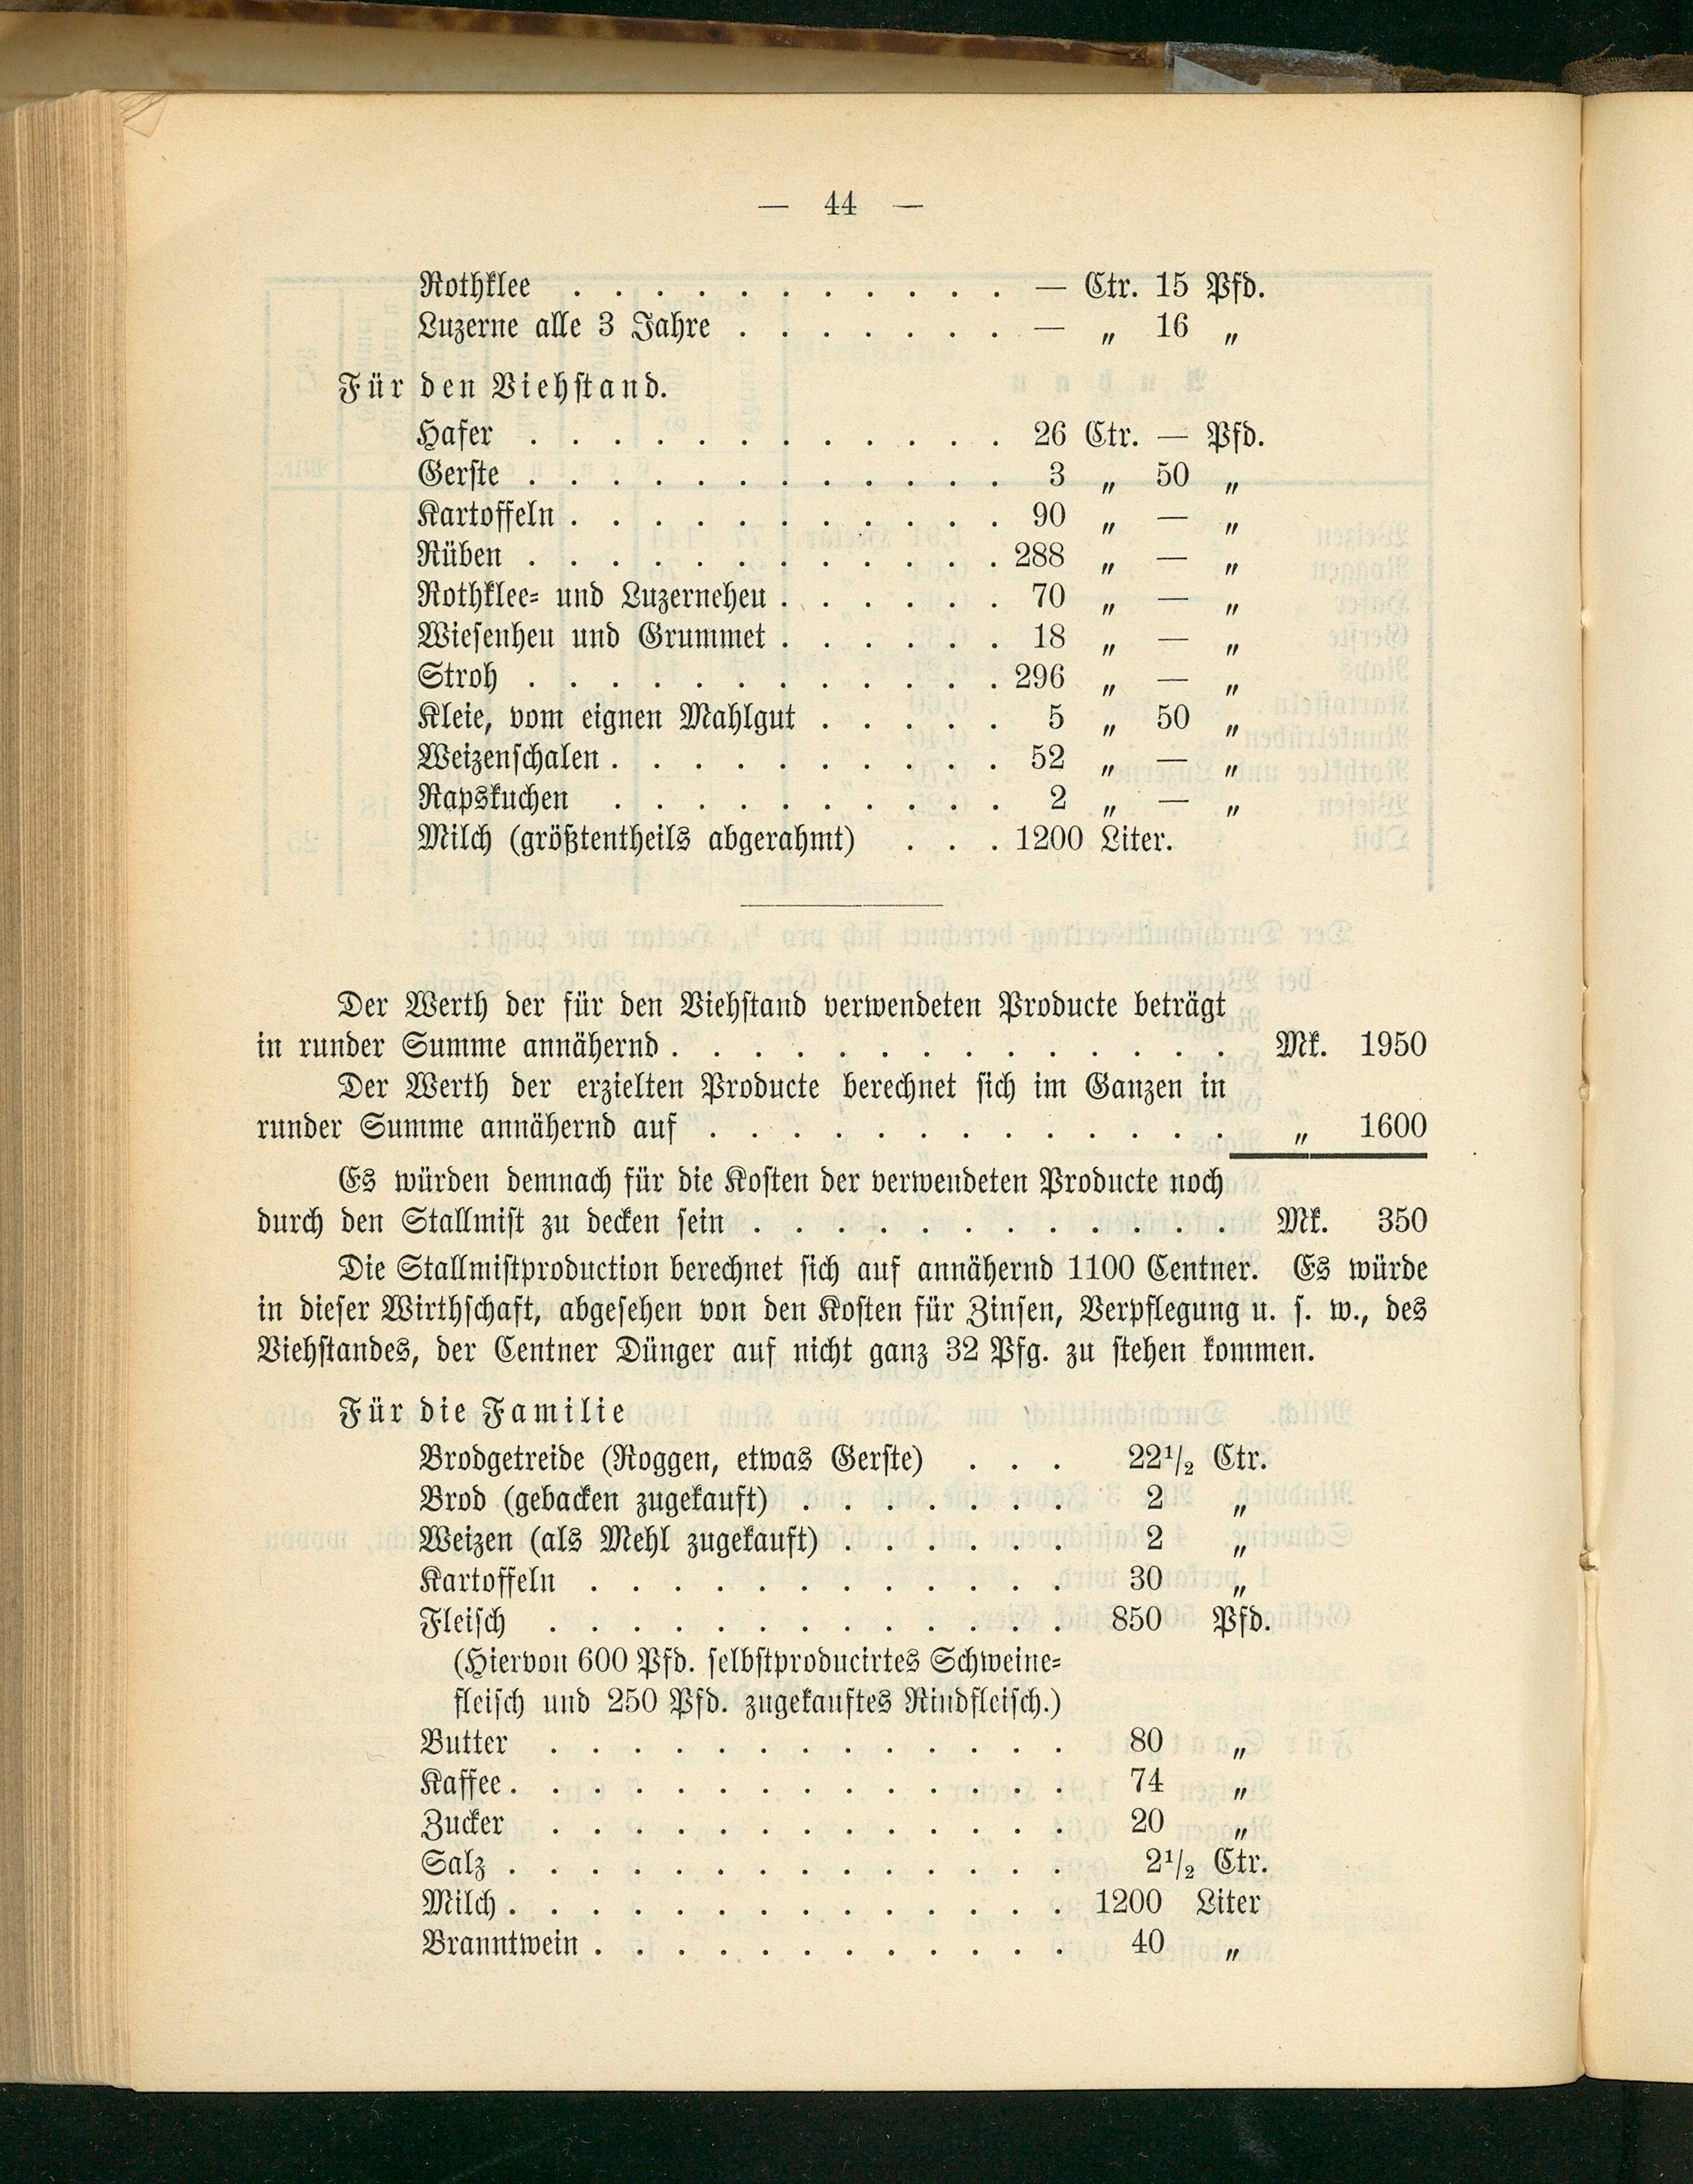 — 44 —
Rothklee . . . . . . . . . . . — Ctr. 15 Pfd.
Luzerne alle 3 Jahre . . . . . . . — „ 16 „
Für den Viehstand.
Hafer . . . . . . . . . . . . 26 Ctr. — Pfd.
Gerste . . . . . . . . . . . . 3 „ 50 „
Kartoffeln . . . . . . . . . . . 90 „ — „
Rüben . . . . . . . . . . . . 288 „ — „
Rothklee- und Luzerneheu . . . . . . 70 „ — „
Wiesenheu und Grummet . . . . . . 18 „ — „
Stroh . . . . . . . . . . . . 296 „ — „
Kleie, vom eignen Mahlgut . . . . . 5 „ 50 „
Weizenschalen . . . . . . . . . . 52 „ — „
Rapskuchen . . . . . . . . . . 2 „ — „
Milch (größtentheils abgerahmt) . . . 1200 Liter.
Der Werth der für den Viehstand verwendeten Producte beträgt
in runder Summe annähernd . . . . . . . . . . . . . . Mk. 1950
Der Werth der erzielten Producte berechnet sich im Ganzen in
runder Summe annähernd auf . . . . . . . . . . . . . „ 1600
Es würden demnach für die Kosten der verwendeten Producte noch
durch den Stallmist zu decken sein . . . . . . . . . . . . Mk. 350
Die Stallmistproduction berechnet sich auf annähernd 1100 Centner. Es würde
in dieser Wirthschaft, abgesehen von den Kosten für Zinsen, Verpflegung u. s. w., des
Viehstandes, der Centner Dünger auf nicht ganz 32 Pfg. zu stehen kommen.
Für die Familie
Brodgetreide (Roggen, etwas Gerste) . . . 22 1/2 Ctr.
Brod (gebacken zugekauft) . . . . . . . 2 „
Weizen (als Mehl zugekauft) . . . . . . 2 „
Kartoffeln . . . . . . . . . . . . 30 „
Fleisch . . . . . . . . . . . . . 850 Pfd.
(Hiervon 600 Pfd. selbstproducirtes Schweine-
fleisch und 250 Pfd. zugekauftes Rindfleisch.)
Butter . . . . . . . . . . . . . 80 „
Kaffee . . . . . . . . . . . . . . 74 „
Zucker . . . . . . . . . . . . . 20 „
Salz . . . . . . . . . . . . . . 2 1/2 Ctr.
Milch . . . . . . . . . . . . . . 1200 Liter
Branntwein . . . . . . . . . . . . 40 „